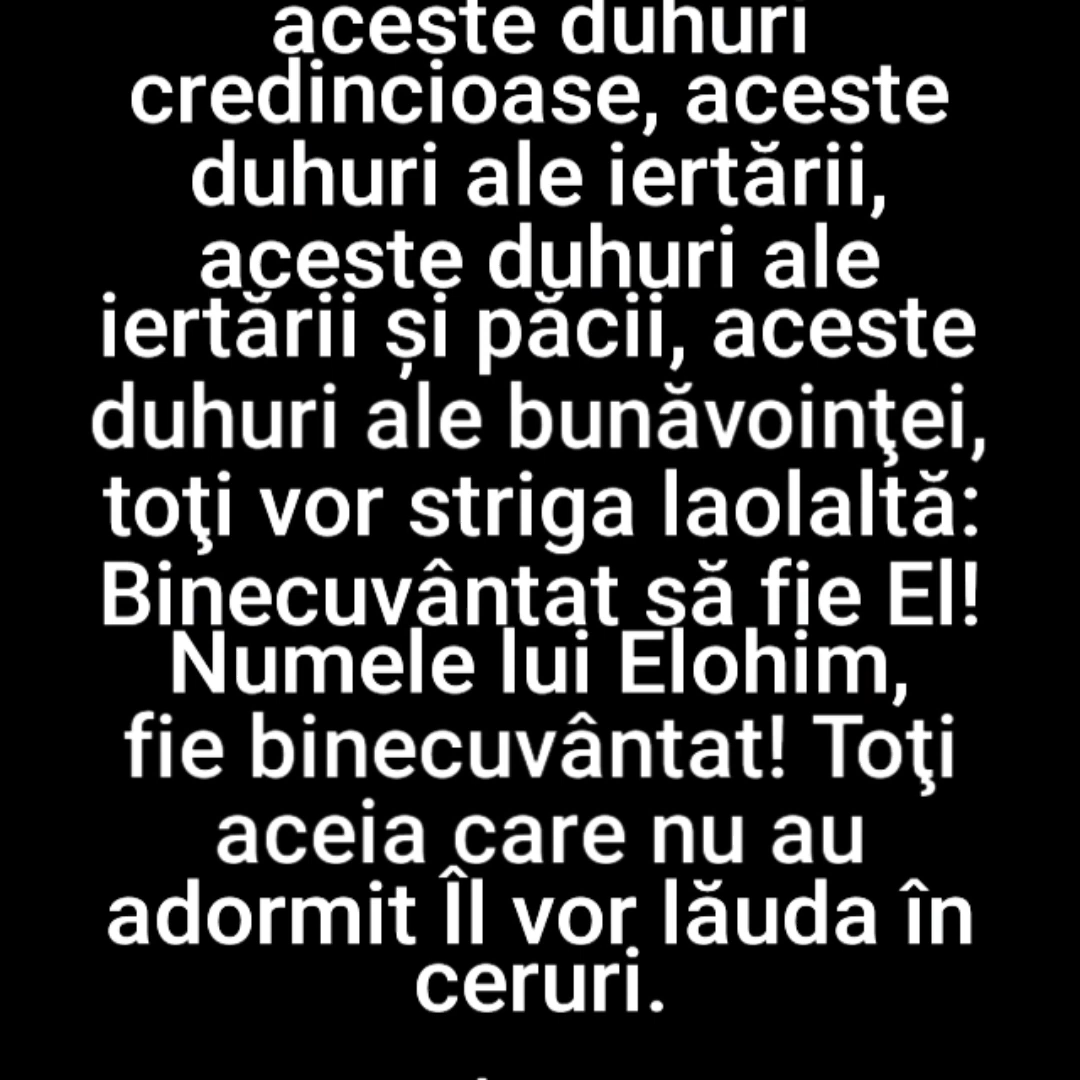 aceste duhuri
credincioase, aceste
duhuri ale iertării,
aceste duhuri ale
iertării și păcii, aceste
duhuri ale bunăvoinţei,
toţi vor striga laolaltă:
Binecuvântat să fie El!
Numele lui Elohim,
fie binecuvântat! Toţi
aceia care nu au
adormit Îl vor lăuda în
ceruri.